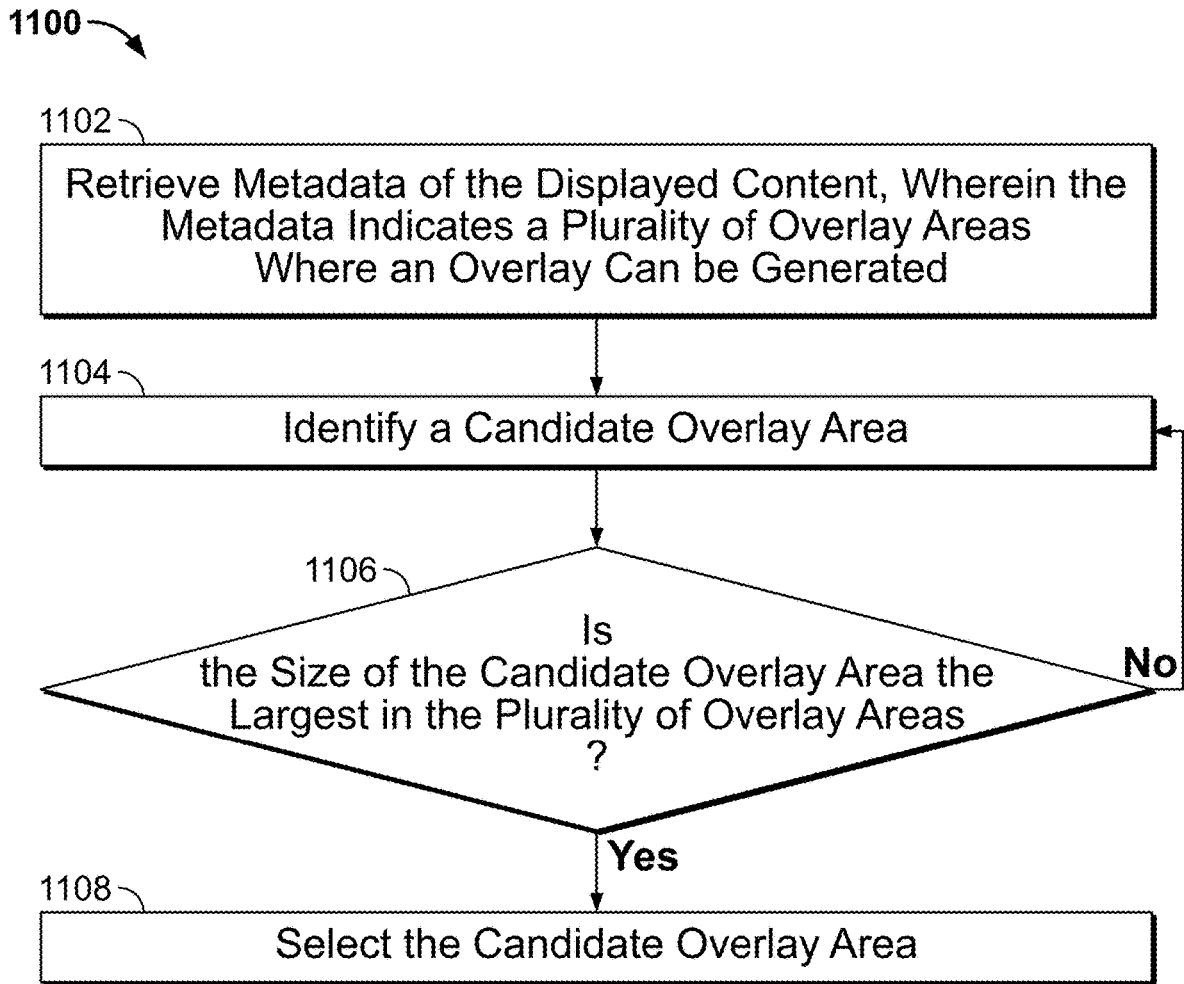 1100
1102
Retrieve Metadata of the Displayed Content, Wherein the
Metadata Indicates a Plurality of Overlay Areas
Where an Overlay Can be Generated
1104
Identify a Candidate Overlay Area
1106
Is
the Size of the Candidate Overlay Area the
Largest in the Plurality of Overlay Areas
?
No
Yes
1108
Select the Candidate Overlay Area